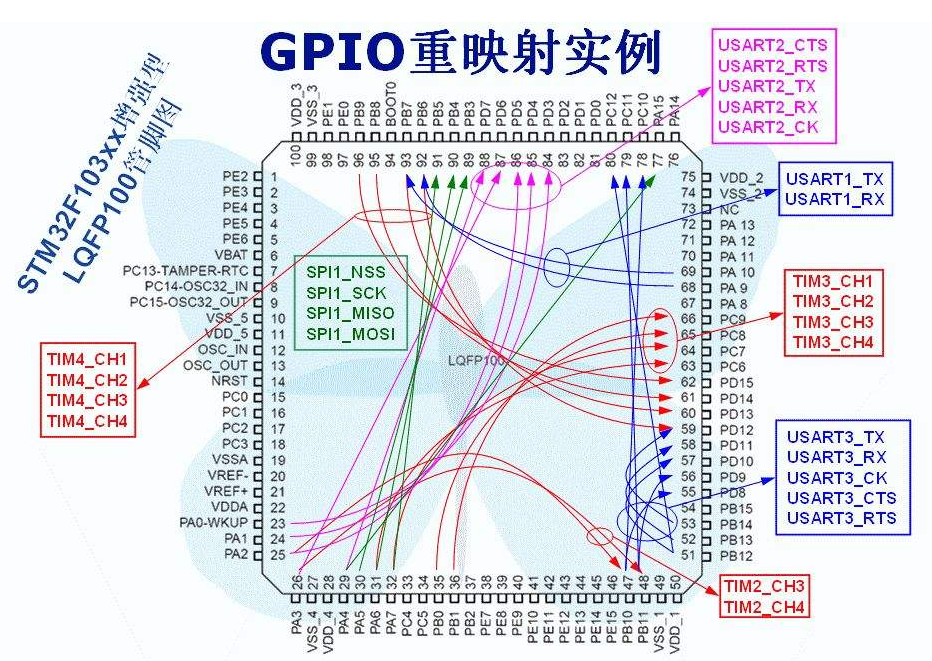 GPIO重映射实例
STM32F103xx增强型
LQFP100管脚图
USART2_CTS
USART2_RTS
USART2_TX
USART2_RX
USART2_CK
USART1_TX
USART1_RX
TIM3_CH1
TIM3_CH2
TIM3_CH3
TIM3_CH4
USART3_TX
USART3_RX
USART3_CK
USART3_CTS
USART3_RTS
TIM2_CH3
TIM2_CH4
TIM4_CH1
TIM4_CH2
TIM4_CH3
TIM4_CH4
SPI1_NSS
SPI1_SCK
SPI1_MISO
SPI1_MOSI
LQFP100
VDD_3 100
VSS_3 99
PE1 98
PE0 97
PB9 96
PB8 95
BOOT0 94
PB7 93
PB6 92
PB5 91
PB4 90
PB3 89
PD7 88
PD6 87
PD5 86
PD4 85
PD3 84
PD2 83
PD1 82
PD0 81
PC12 80
PC11 79
PC10 78
PA15 77
PA14 76
PE2 1
PE3 2
PE4 3
PE5 4
PE6 5
VBAT 6
PC13-TAMPER-RTC 7
PC14-OSC32_IN 8
PC15-OSC32_OUT 9
VSS_5 10
VDD_5 11
OSC_IN 12
OSC_OUT 13
NRST 14
PC0 15
PC1 16
PC2 17
PC3 18
VSSA 19
VREF- 20
VREF+ 21
VDDA 22
PA0-WKUP 23
PA1 24
PA2 25
75 VDD_2
74 VSS_2
73 NC
72 PA 13
71 PA 12
70 PA 11
69 PA 10
68 PA 9
67 PA 8
66 PC9
65 PC8
64 PC7
63 PC6
62 PD15
61 PD14
60 PD13
59 PD12
58 PD11
57 PD10
56 PD9
55 PD8
54 PB15
53 PB14
52 PB13
51 PB12
26 PA3
27 VSS_4
28 VDD_4
29 PA4
30 PA5
31 PA6
32 PA7
33 PC4
34 PC5
35 PB0
36 PB1
37 PB2
38 PE7
39 PE8
40 PE9
41 PE10
42 PE11
43 PE12
44 PE13
45 PE14
46 PE15
47 PB10
48 PB11
49 VSS_1
50 VDD_1